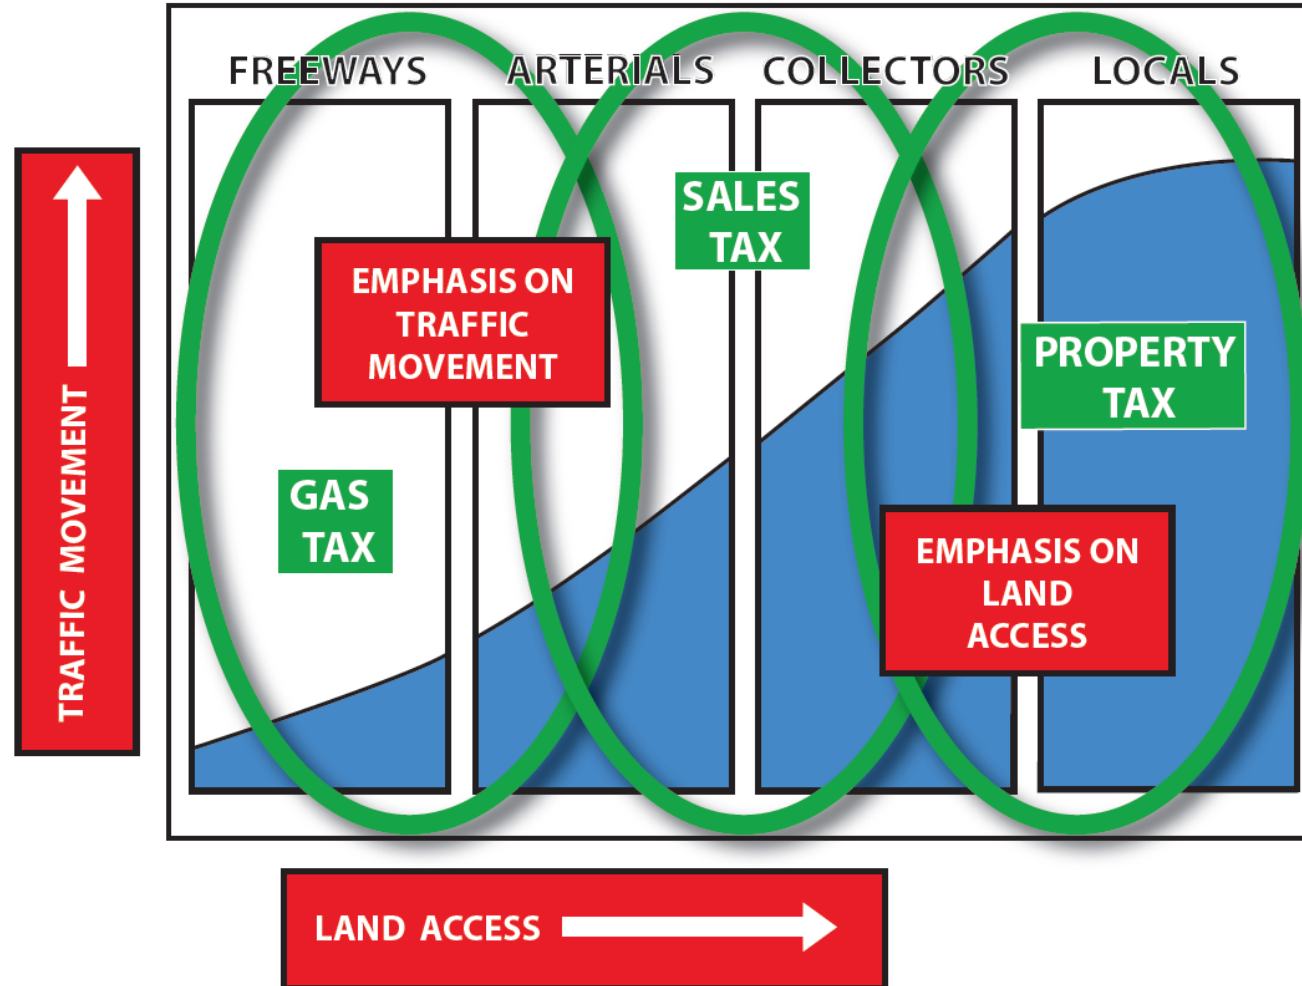 FREEWAYS ARTERIALS COLLECTORS LOCALS
SALES
TAX
EMPHASIS ON
TRAFFIC
MOVEMENT
PROPERTY
TAX
GAS
TAX
EMPHASIS ON
LAND
ACCESS
TRAFFIC MOVEMENT
LAND ACCESS